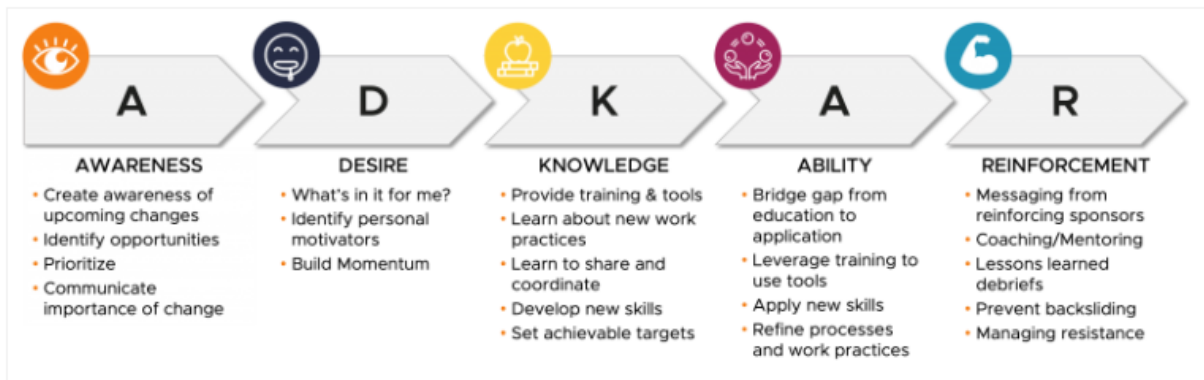 A
D
K
A
R
AWARENESS
• Create awareness of
upcoming changes
• Identify opportunities
• Prioritize
• Communicate
importance of change
DESIRE
• What's in it for me?
• Identify personal
motivators
• Build Momentum
KNOWLEDGE
• Provide training & tools
• Learn about new work
practices
• Learn to share and
coordinate
• Develop new skills
• Set achievable targets
ABILITY
• Bridge gap from
education to
application
• Leverage training to
use tools
• Apply new skills
• Refine processes
and work practices
REINFORCEMENT
• Messaging from
reinforcing sponsors
• Coaching/Mentoring
• Lessons learned
debriefs
• Prevent backsliding
• Managing resistance